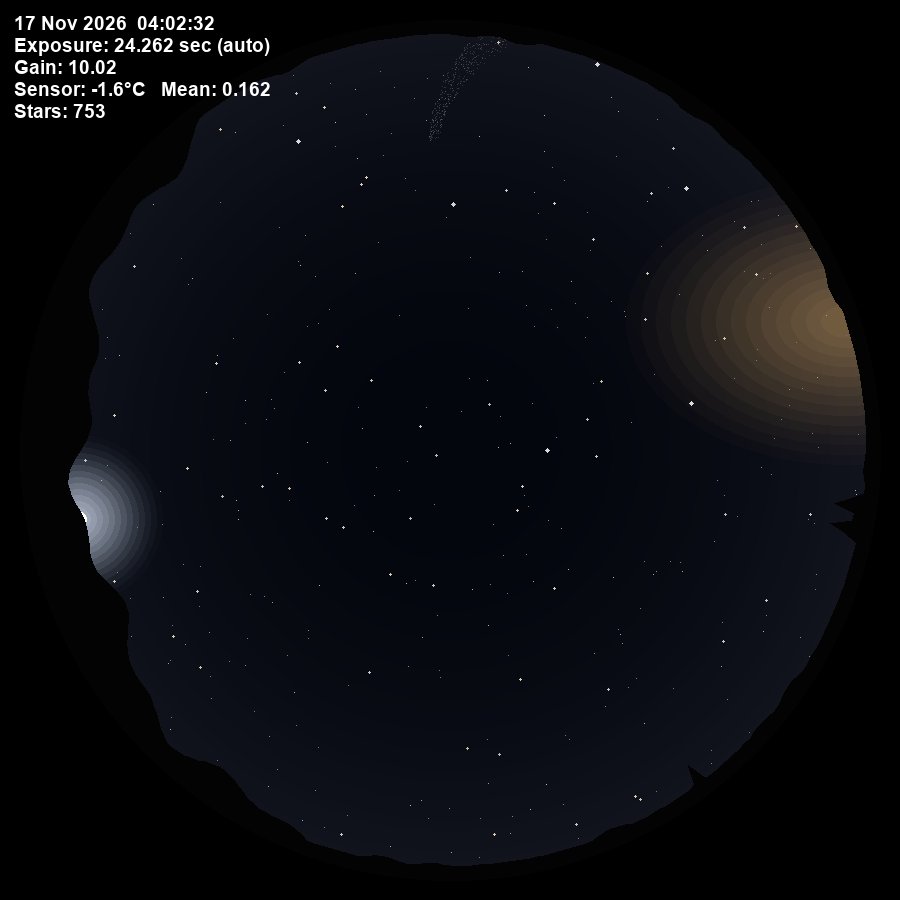 17 Nov 2026  04:02:32
Exposure: 24.262 sec (auto)
Gain: 10.02
Sensor: -1.6°C   Mean: 0.162
Stars: 753